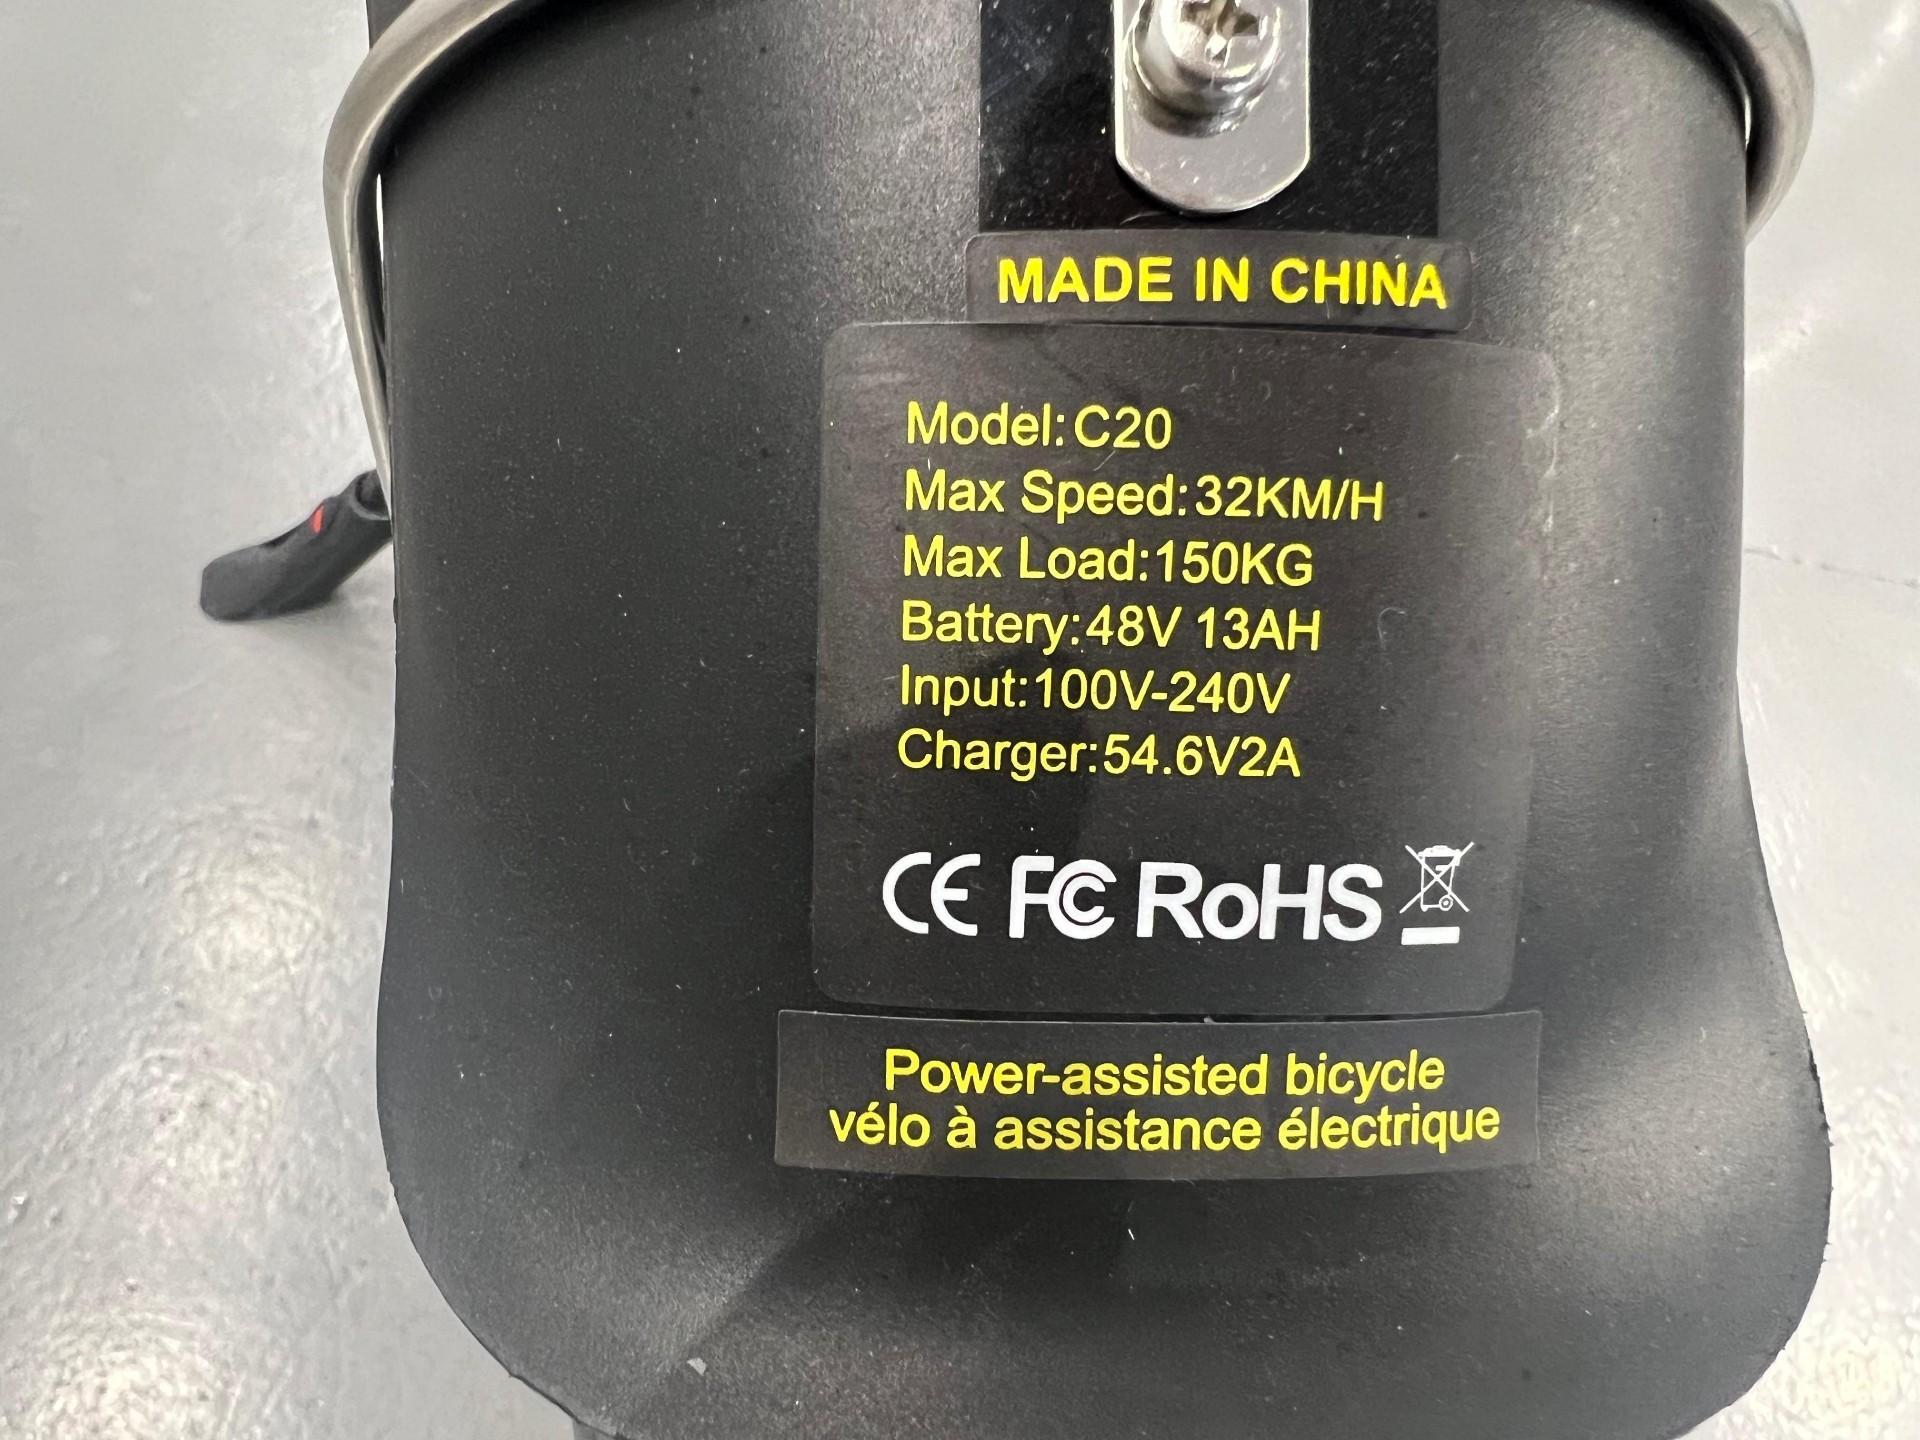 MADE IN CHINA
Model:C20
Max Speed:32KM/H
Max Load:150KG
Battery:48V 13AH
Input:100V-240V
Charger:54.6V2A
CE FC RoHS
Power-assisted bicycle
vélo à assistance électrique